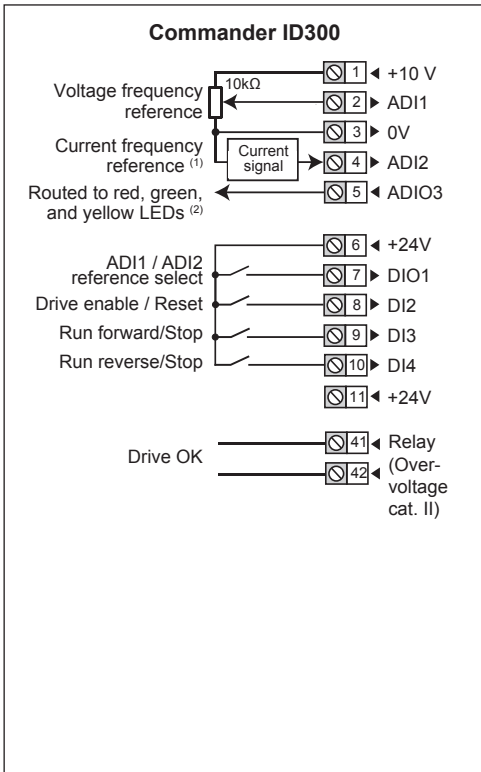 Commander ID300
1 +10 V
10kΩ
Voltage frequency
reference
2 ADI1
3 0V
Current frequency
reference (1)
Current
signal
4 ADI2
Routed to red, green,
and yellow LEDs (2)
5 ADIO3
6 +24V
ADI1 / ADI2
reference select
7 DIO1
Drive enable / Reset
8 DI2
Run forward/Stop
9 DI3
Run reverse/Stop
10 DI4
11 +24V
Drive OK
41 Relay
42 (Over-
voltage
cat. II)